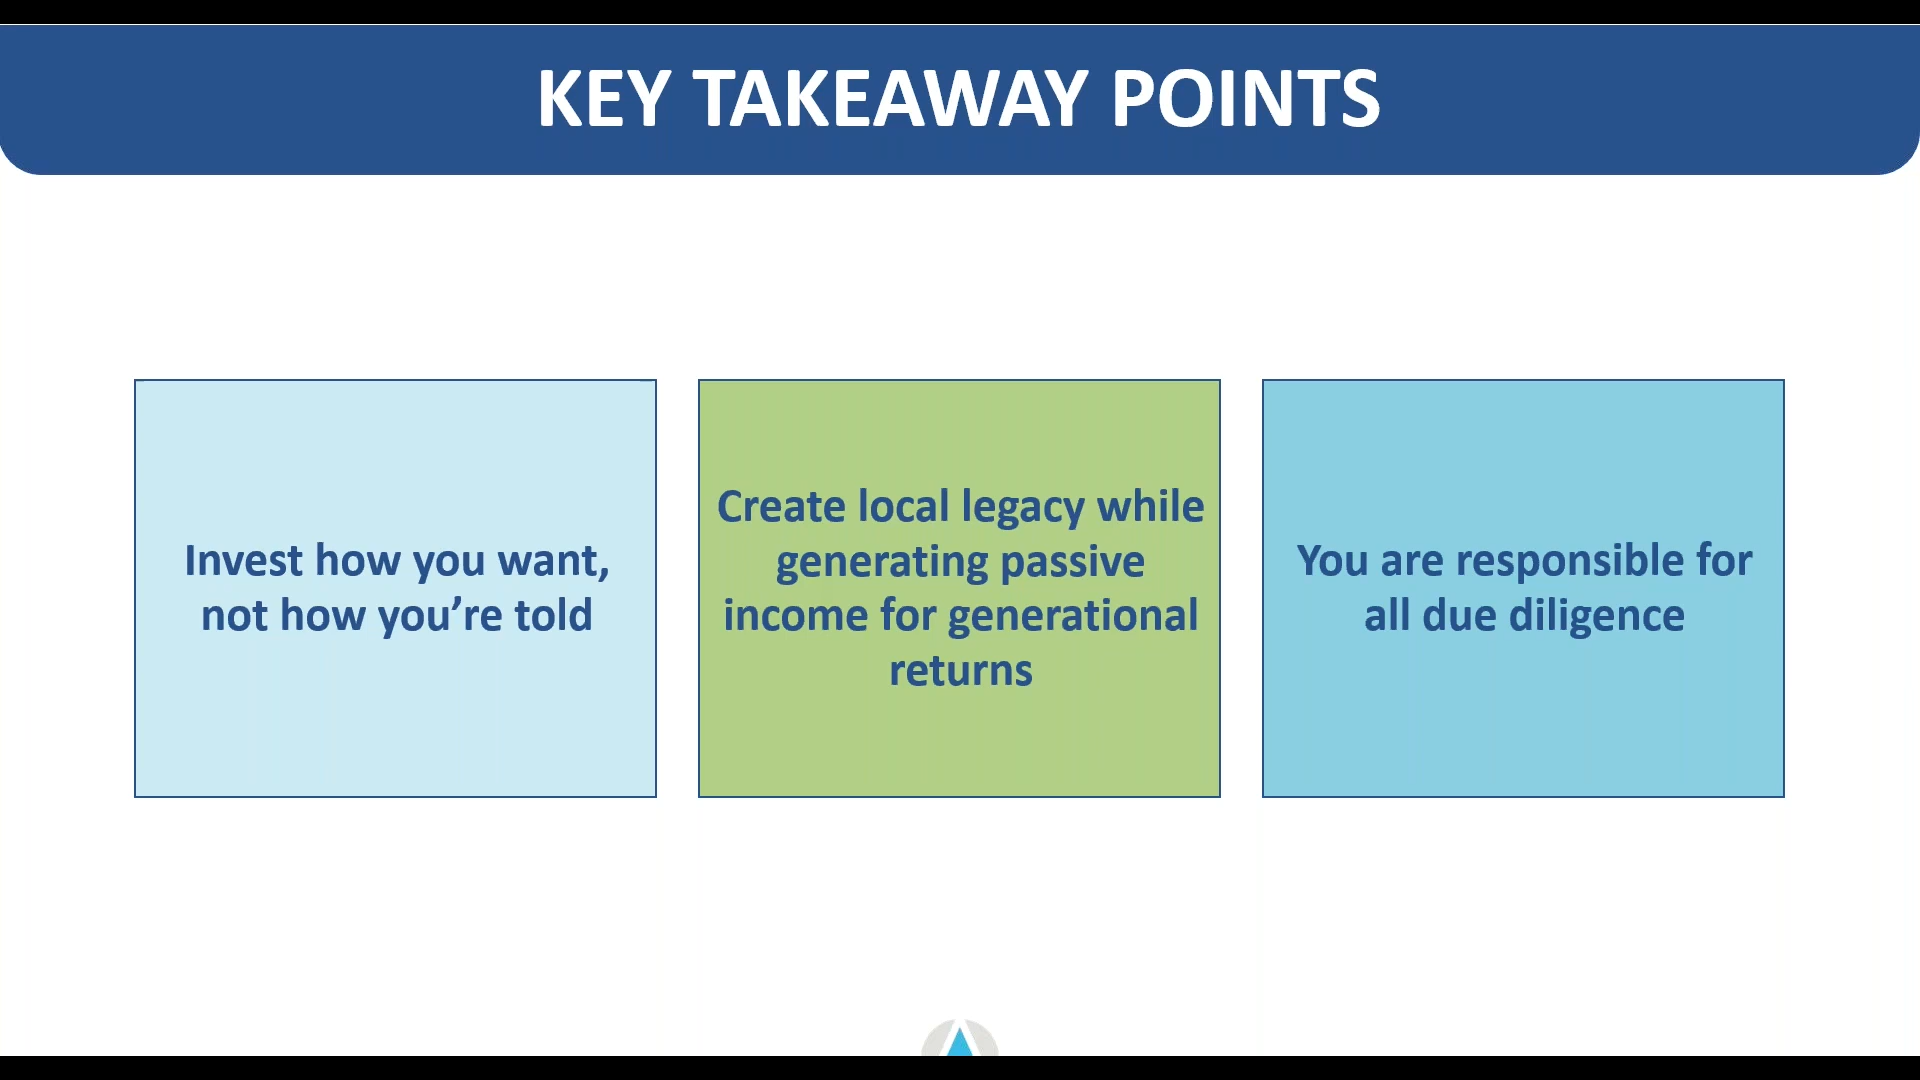 KEY TAKEAWAY POINTS
Invest how you want,
not how you’re told
Create local legacy while
generating passive
income for generational
returns
You are responsible for
all due diligence